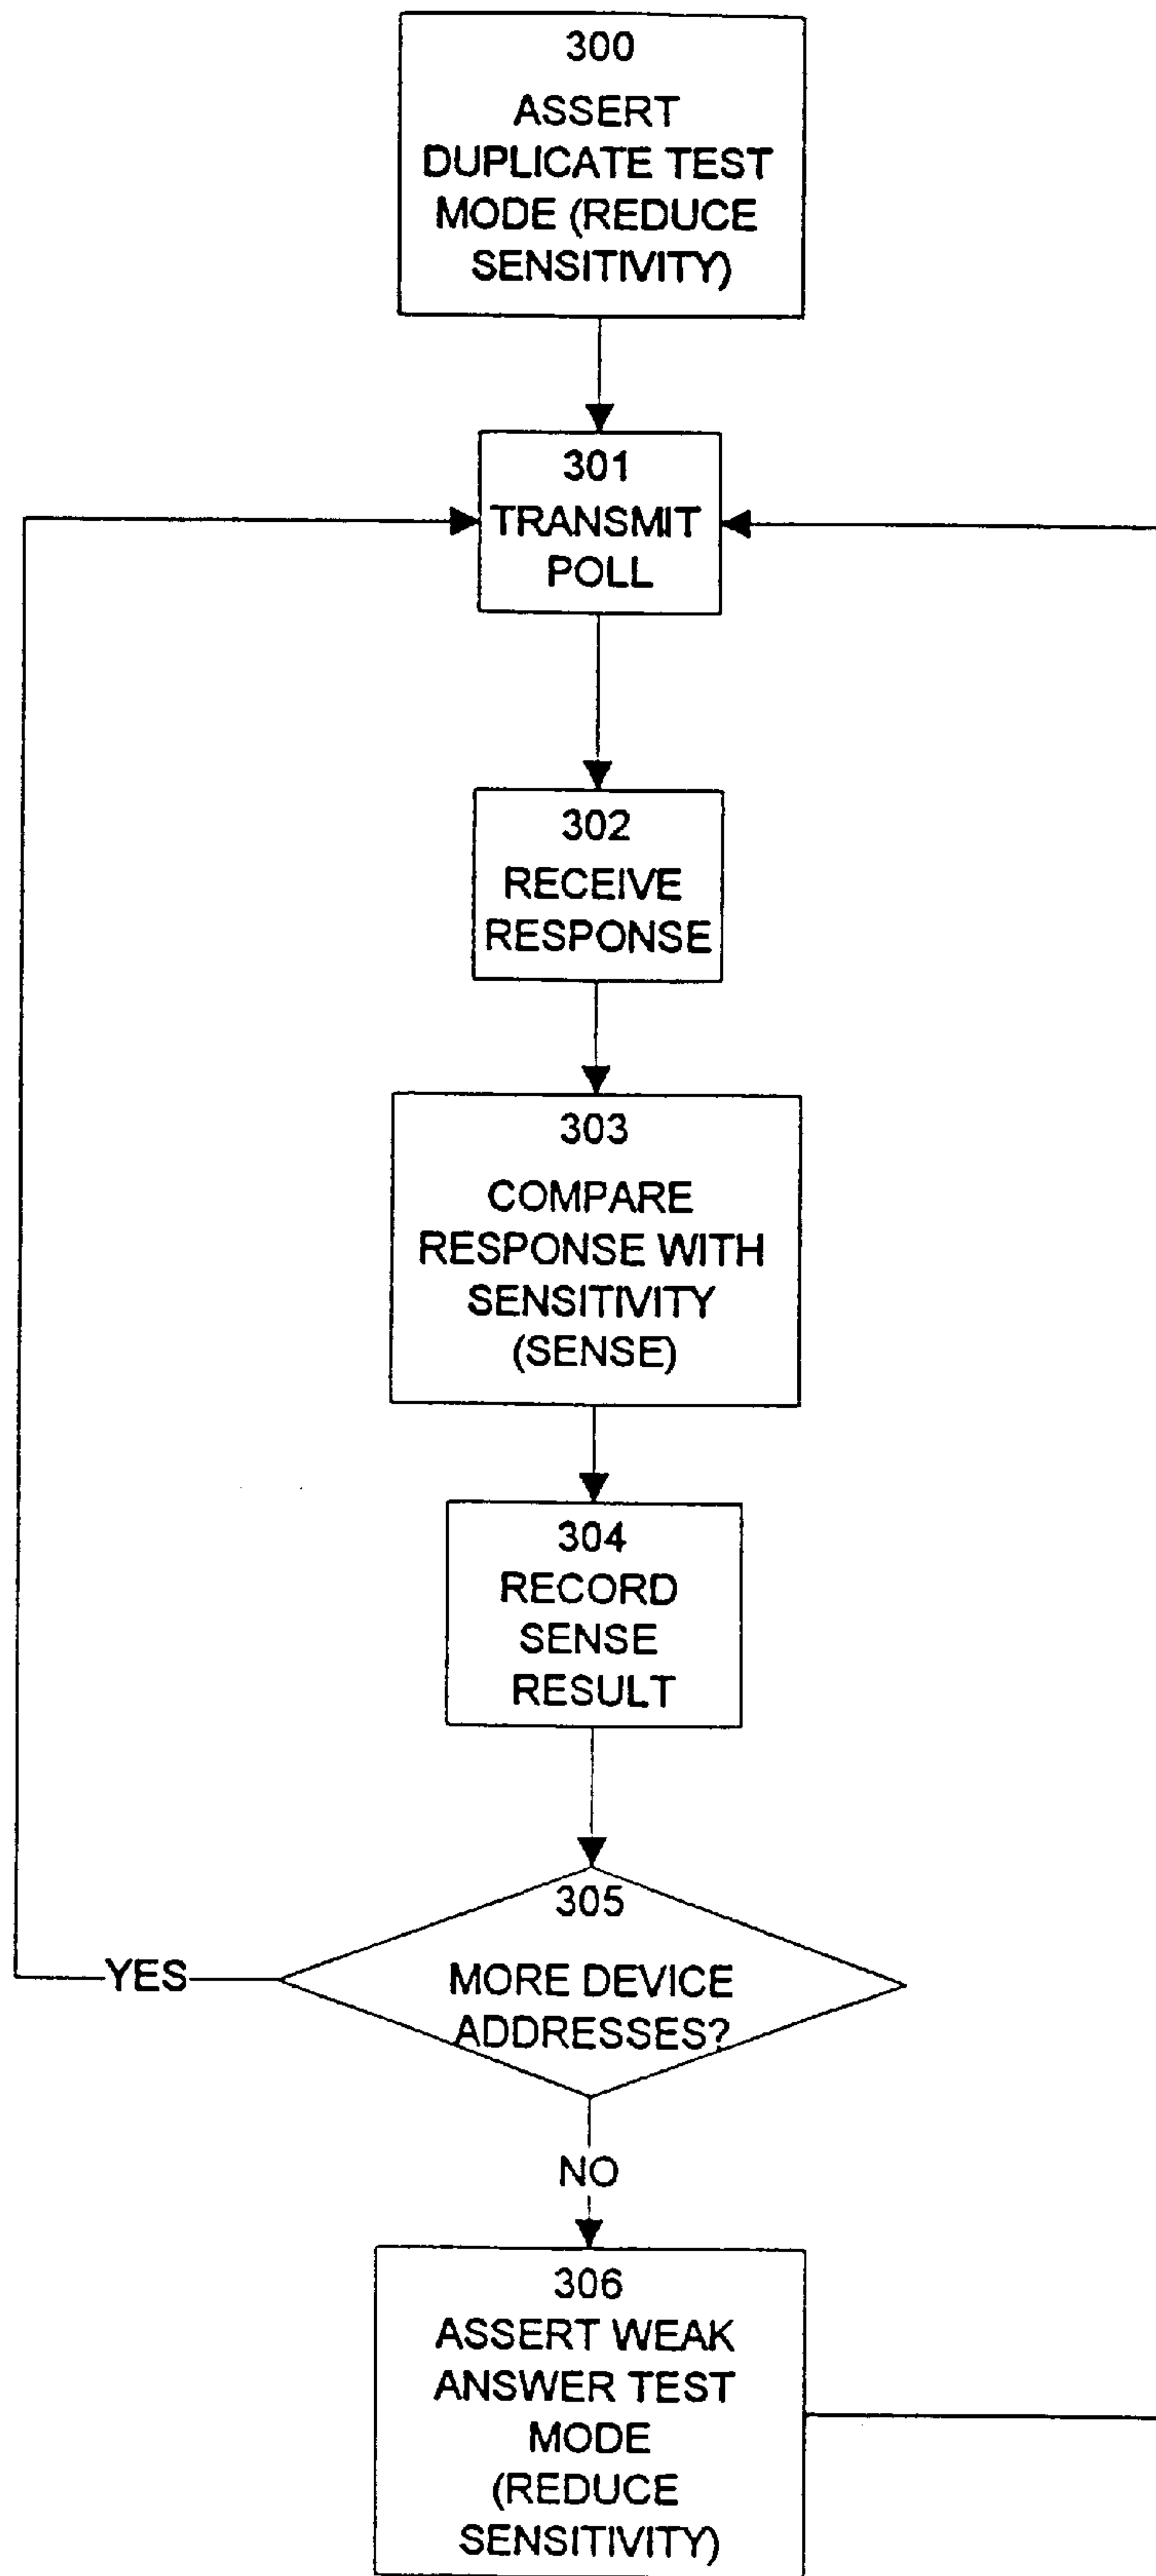 300
ASSERT
DUPLICATE TEST
MODE (REDUCE
SENSITIVITY)
301
TRANSMIT
POLL
302
RECEIVE
RESPONSE
303
COMPARE
RESPONSE WITH
SENSITIVITY
(SENSE)
304
RECORD
SENSE
RESULT
305
MORE DEVICE
ADDRESSES?
YES
NO
306
ASSERT WEAK
ANSWER TEST
MODE
(REDUCE
SENSITIVITY)